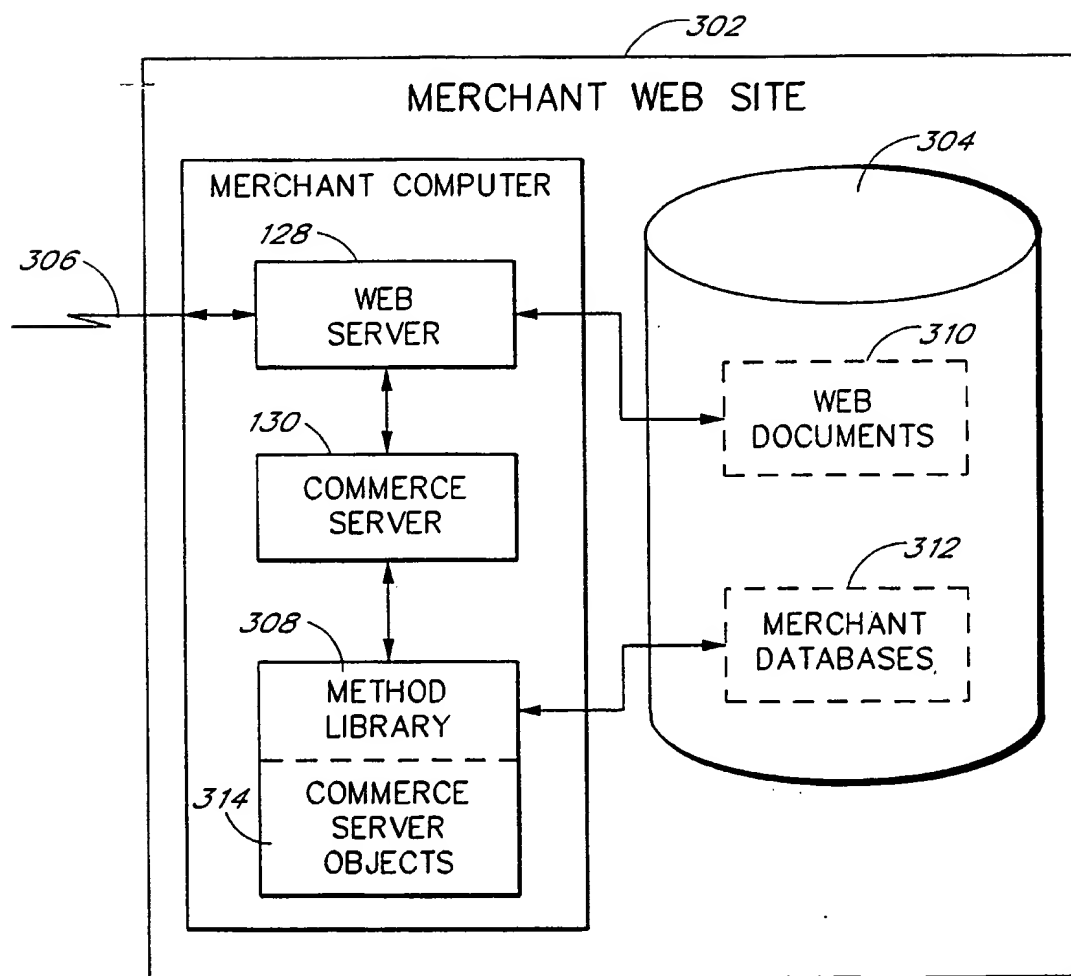 302
MERCHANT WEB SITE
304
MERCHANT COMPUTER
128
306
WEB
SERVER
310
WEB
DOCUMENTS
130
COMMERCE
SERVER
312
MERCHANT
DATABASES
308
METHOD
LIBRARY
314
COMMERCE
SERVER
OBJECTS